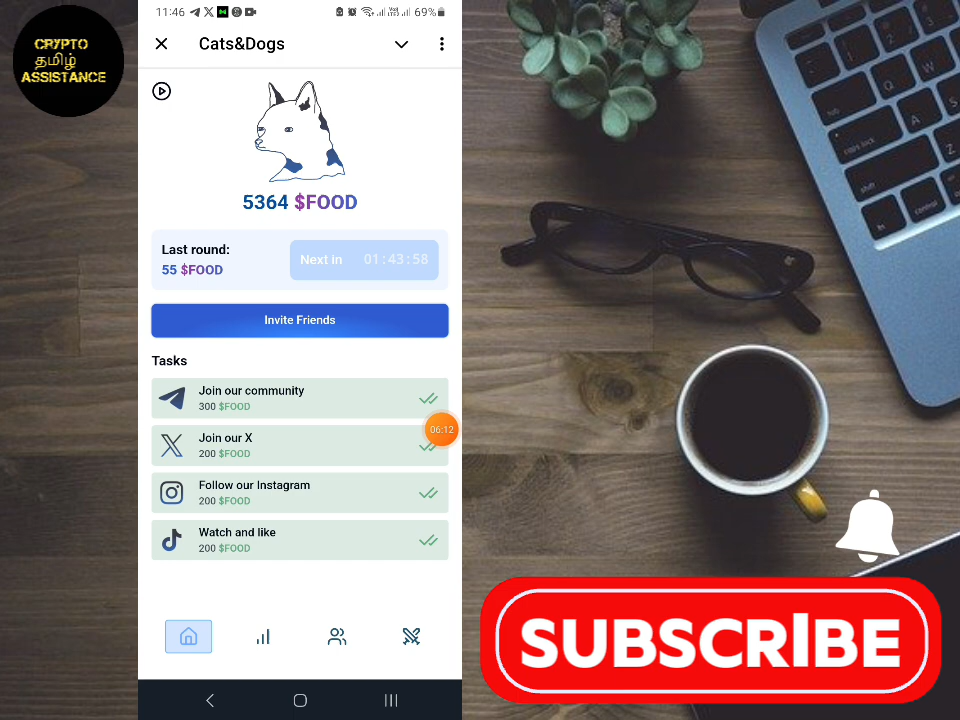 CRYPTO
தமிழ்
ASSISTANCE
11:46
69%
Cats&Dogs
5364 $FOOD
Last round:
55 $FOOD
Next in 01:43:58
Invite Friends
Tasks
Join our community
300 $FOOD
06:12
Join our X
200 $FOOD
Follow our Instagram
200 $FOOD
Watch and like
200 $FOOD
SUBSCRIBE